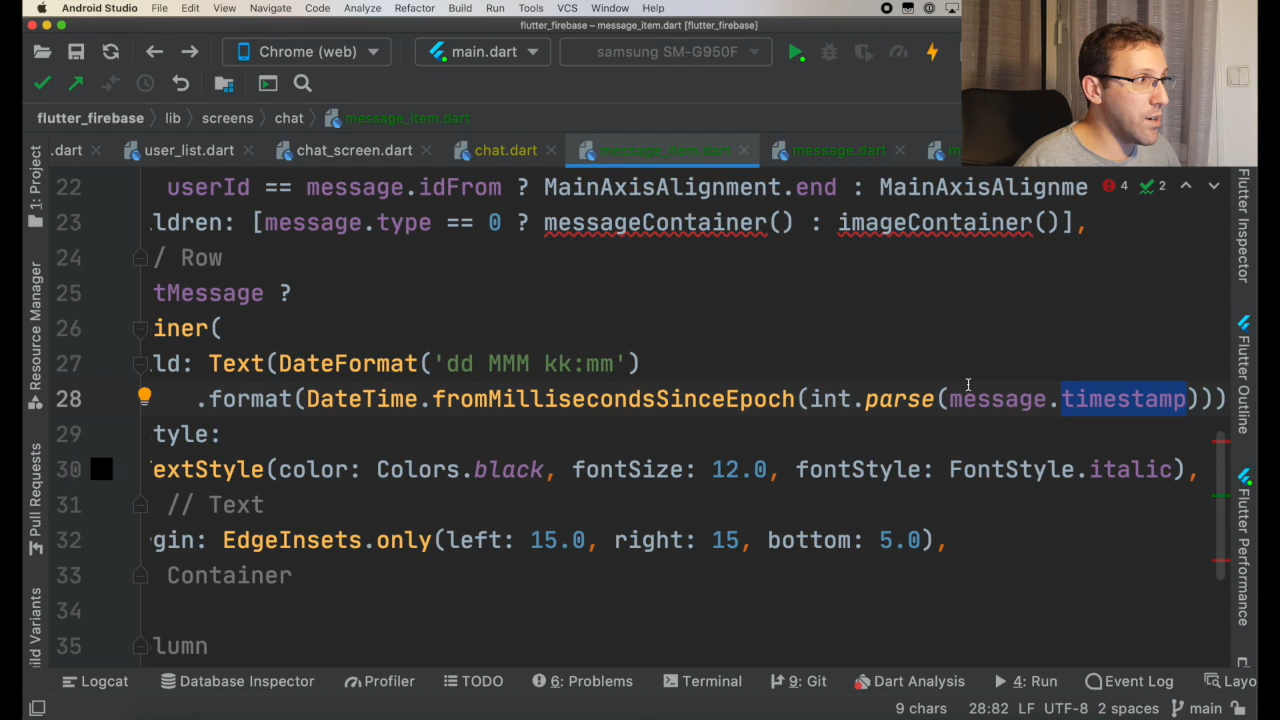 Android Studio File Edit View Navigate Code Analyze Refactor Build Run Tools VCS Window Help
flutter_firebase – message_item.dart [flutter_firebase]
Chrome (web) main.dart samsung SM-G950F
flutter_firebase lib screens chat message_item.dart
.dart user_list.dart chat_screen.dart chat.dart message_item.dart message.dart m
22 userId == message.idFrom ? MainAxisAlignment.end : MainAxisAlignme
4 2
23 ldren: [message.type == 0 ? messageContainer() : imageContainer()],
24 / Row
25 tMessage ?
26 iner(
27 ld: Text(DateFormat('dd MMM kk:mm')
28 .format(DateTime.fromMillisecondsSinceEpoch(int.parse(message.timestamp)))
29 tyle:
30 TextStyle(color: Colors.black, fontSize: 12.0, fontStyle: FontStyle.italic),
31 // Text
32 gin: EdgeInsets.only(left: 15.0, right: 15, bottom: 5.0),
33 Container
34
35 lumn
1: Project
Resource Manager
Pull Requests
ild Variants
Flutter Inspector
Flutter Outline
Flutter Performance
Logcat Database Inspector Profiler TODO 6: Problems Terminal 9: Git Dart Analysis 4: Run Event Log Layo
9 chars 28:82 LF UTF-8 2 spaces main